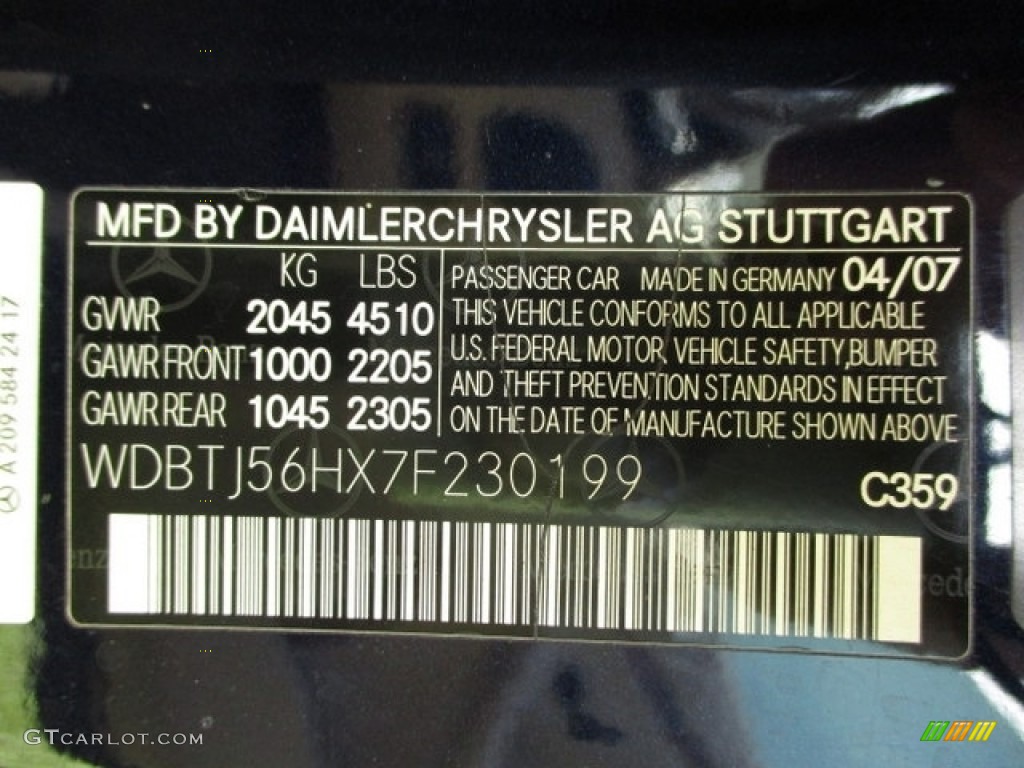 MFD BY DAIMLERCHRYSLER AG STUTTGART
KG LBS
GVWR 2045 4510
GAWR FRONT 1000 2205
GAWR REAR 1045 2305
PASSENGER CAR MADE IN GERMANY 04/07
THIS VEHICLE CONFORMS TO ALL APPLICABLE
U.S. FEDERAL MOTOR VEHICLE SAFETY, BUMPER
AND THEFT PREVENTION STANDARDS IN EFFECT
ON THE DATE OF MANUFACTURE SHOWN ABOVE
WDBTJ56HX7F230199
C359
A 209 584 24 17
GTCARLOT.COM